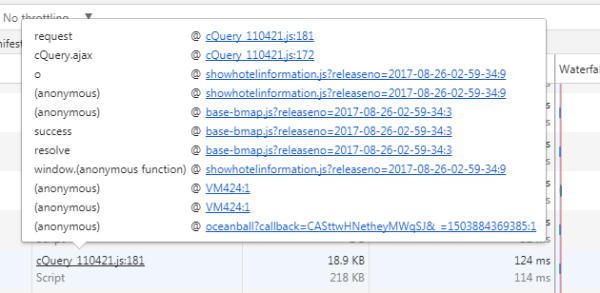 No throttling
request @ cQuery_110421.js:181
cQuery.ajax @ cQuery_110421.js:172
o @ showhotelinformation.js?releaseno=2017-08-26-02-59-34:9
(anonymous) @ showhotelinformation.js?releaseno=2017-08-26-02-59-34:9
(anonymous) @ base-bmap.js?releaseno=2017-08-26-02-59-34:3
success @ base-bmap.js?releaseno=2017-08-26-02-59-34:3
resolve @ base-bmap.js?releaseno=2017-08-26-02-59-34:3
window.(anonymous function) @ showhotelinformation.js?releaseno=2017-08-26-02-59-34:9
(anonymous) @ VM424:1
(anonymous) @ VM424:1
(anonymous) @ oceanball?callback=CASttwHNetheyMWqSJ&_=1503884369385:1
cQuery_110421.js:181 18.9 KB 124 ms
Script 218 KB 114 ms